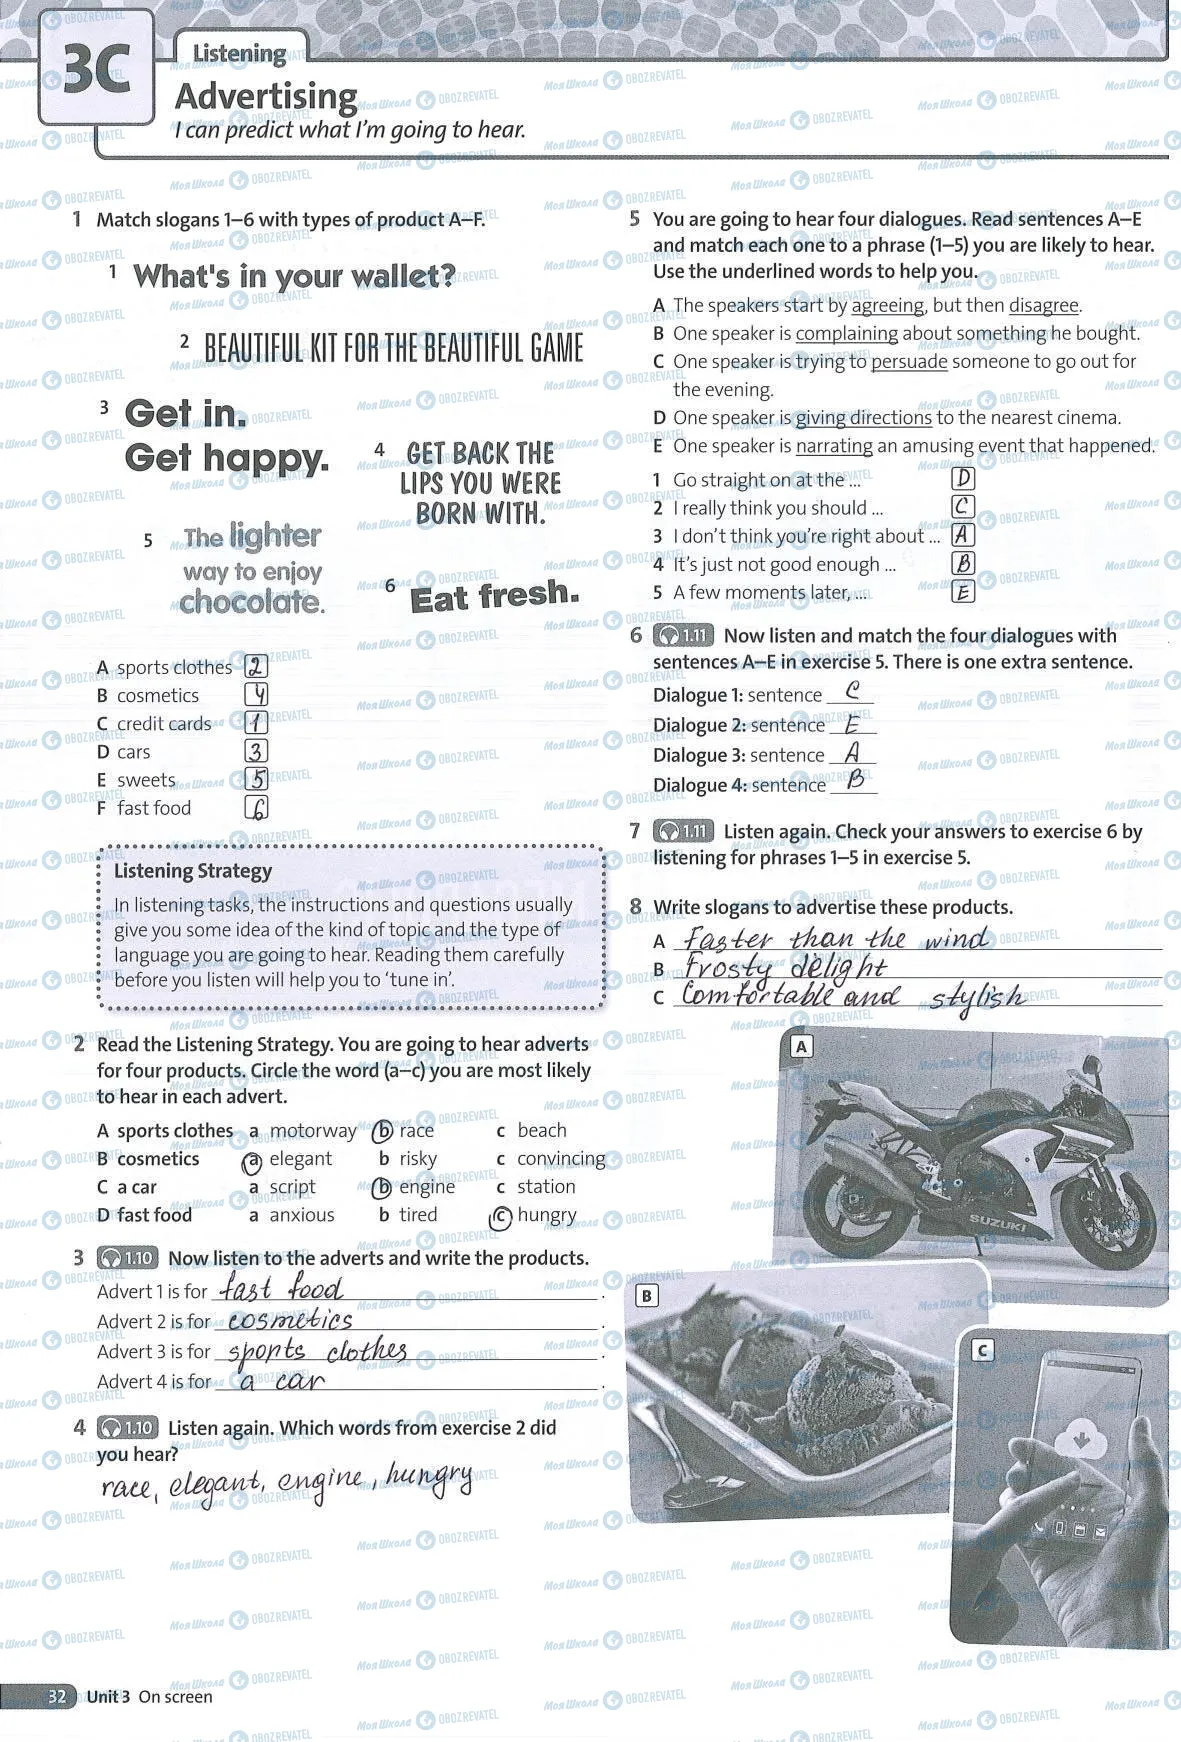 3C
Listening
Advertising
I can predict what I'm going to hear.
1 Match slogans 1–6 with types of product A–F.
1 What's in your wallet?
2 BEAUTIFUL KIT FOR THE BEAUTIFUL GAME
3 Get in.
Get happy.
4 GET BACK THE
LIPS YOU WERE
BORN WITH.
5 The lighter
way to enjoy
chocolate.
6 Eat fresh.
A sports clothes 2
B cosmetics 4
C credit cards 1
D cars 3
E sweets 5
F fast food 6
Listening Strategy
In listening tasks, the instructions and questions usually
give you some idea of the kind of topic and the type of
language you are going to hear. Reading them carefully
before you listen will help you to 'tune in'.
2 Read the Listening Strategy. You are going to hear adverts
for four products. Circle the word (a–c) you are most likely
to hear in each advert.
A sports clothes a motorway b race c beach
B cosmetics a elegant b risky c convincing
C a car a script b engine c station
D fast food a anxious b tired c hungry
3 1.10 Now listen to the adverts and write the products.
Advert 1 is for fast food .
Advert 2 is for cosmetics .
Advert 3 is for sports clothes .
Advert 4 is for a car .
4 1.10 Listen again. Which words from exercise 2 did
you hear?
race, elegant, engine, hungry
5 You are going to hear four dialogues. Read sentences A–E
and match each one to a phrase (1–5) you are likely to hear.
Use the underlined words to help you.
A The speakers start by agreeing, but then disagree.
B One speaker is complaining about something he bought.
C One speaker is trying to persuade someone to go out for
the evening.
D One speaker is giving directions to the nearest cinema.
E One speaker is narrating an amusing event that happened.
1 Go straight on at the ... D
2 I really think you should ... C
3 I don't think you're right about ... A
4 It's just not good enough ... B
5 A few moments later, ... E
6 1.11 Now listen and match the four dialogues with
sentences A–E in exercise 5. There is one extra sentence.
Dialogue 1: sentence C
Dialogue 2: sentence E
Dialogue 3: sentence A
Dialogue 4: sentence B
7 1.11 Listen again. Check your answers to exercise 6 by
listening for phrases 1–5 in exercise 5.
8 Write slogans to advertise these products.
A Faster than the wind
B Frosty delight
C Comfortable and stylish
A
SUZUKI
B
C
32 Unit 3 On screen
Моя Школа OBOZREVATEL